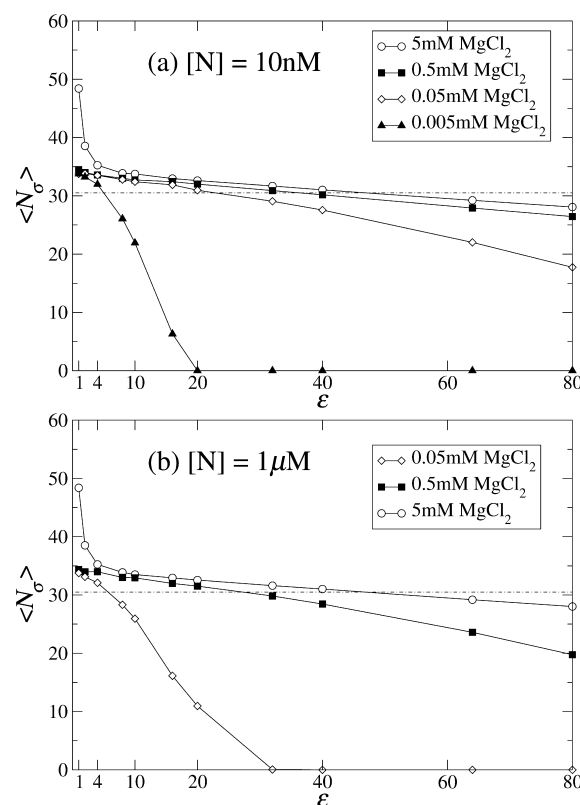 60
50
40
30
20
10
0
<Nσ>
(a) [N] = 10nM
5mM MgCl₂
0.5mM MgCl₂
0.05mM MgCl₂
0.005mM MgCl₂
1 4 10 20 40 80
ε
60
50
40
30
20
10
0
<Nσ>
(b) [N] = 1μM
0.05mM MgCl₂
0.5mM MgCl₂
5mM MgCl₂
1 4 10 20 40 80
ε